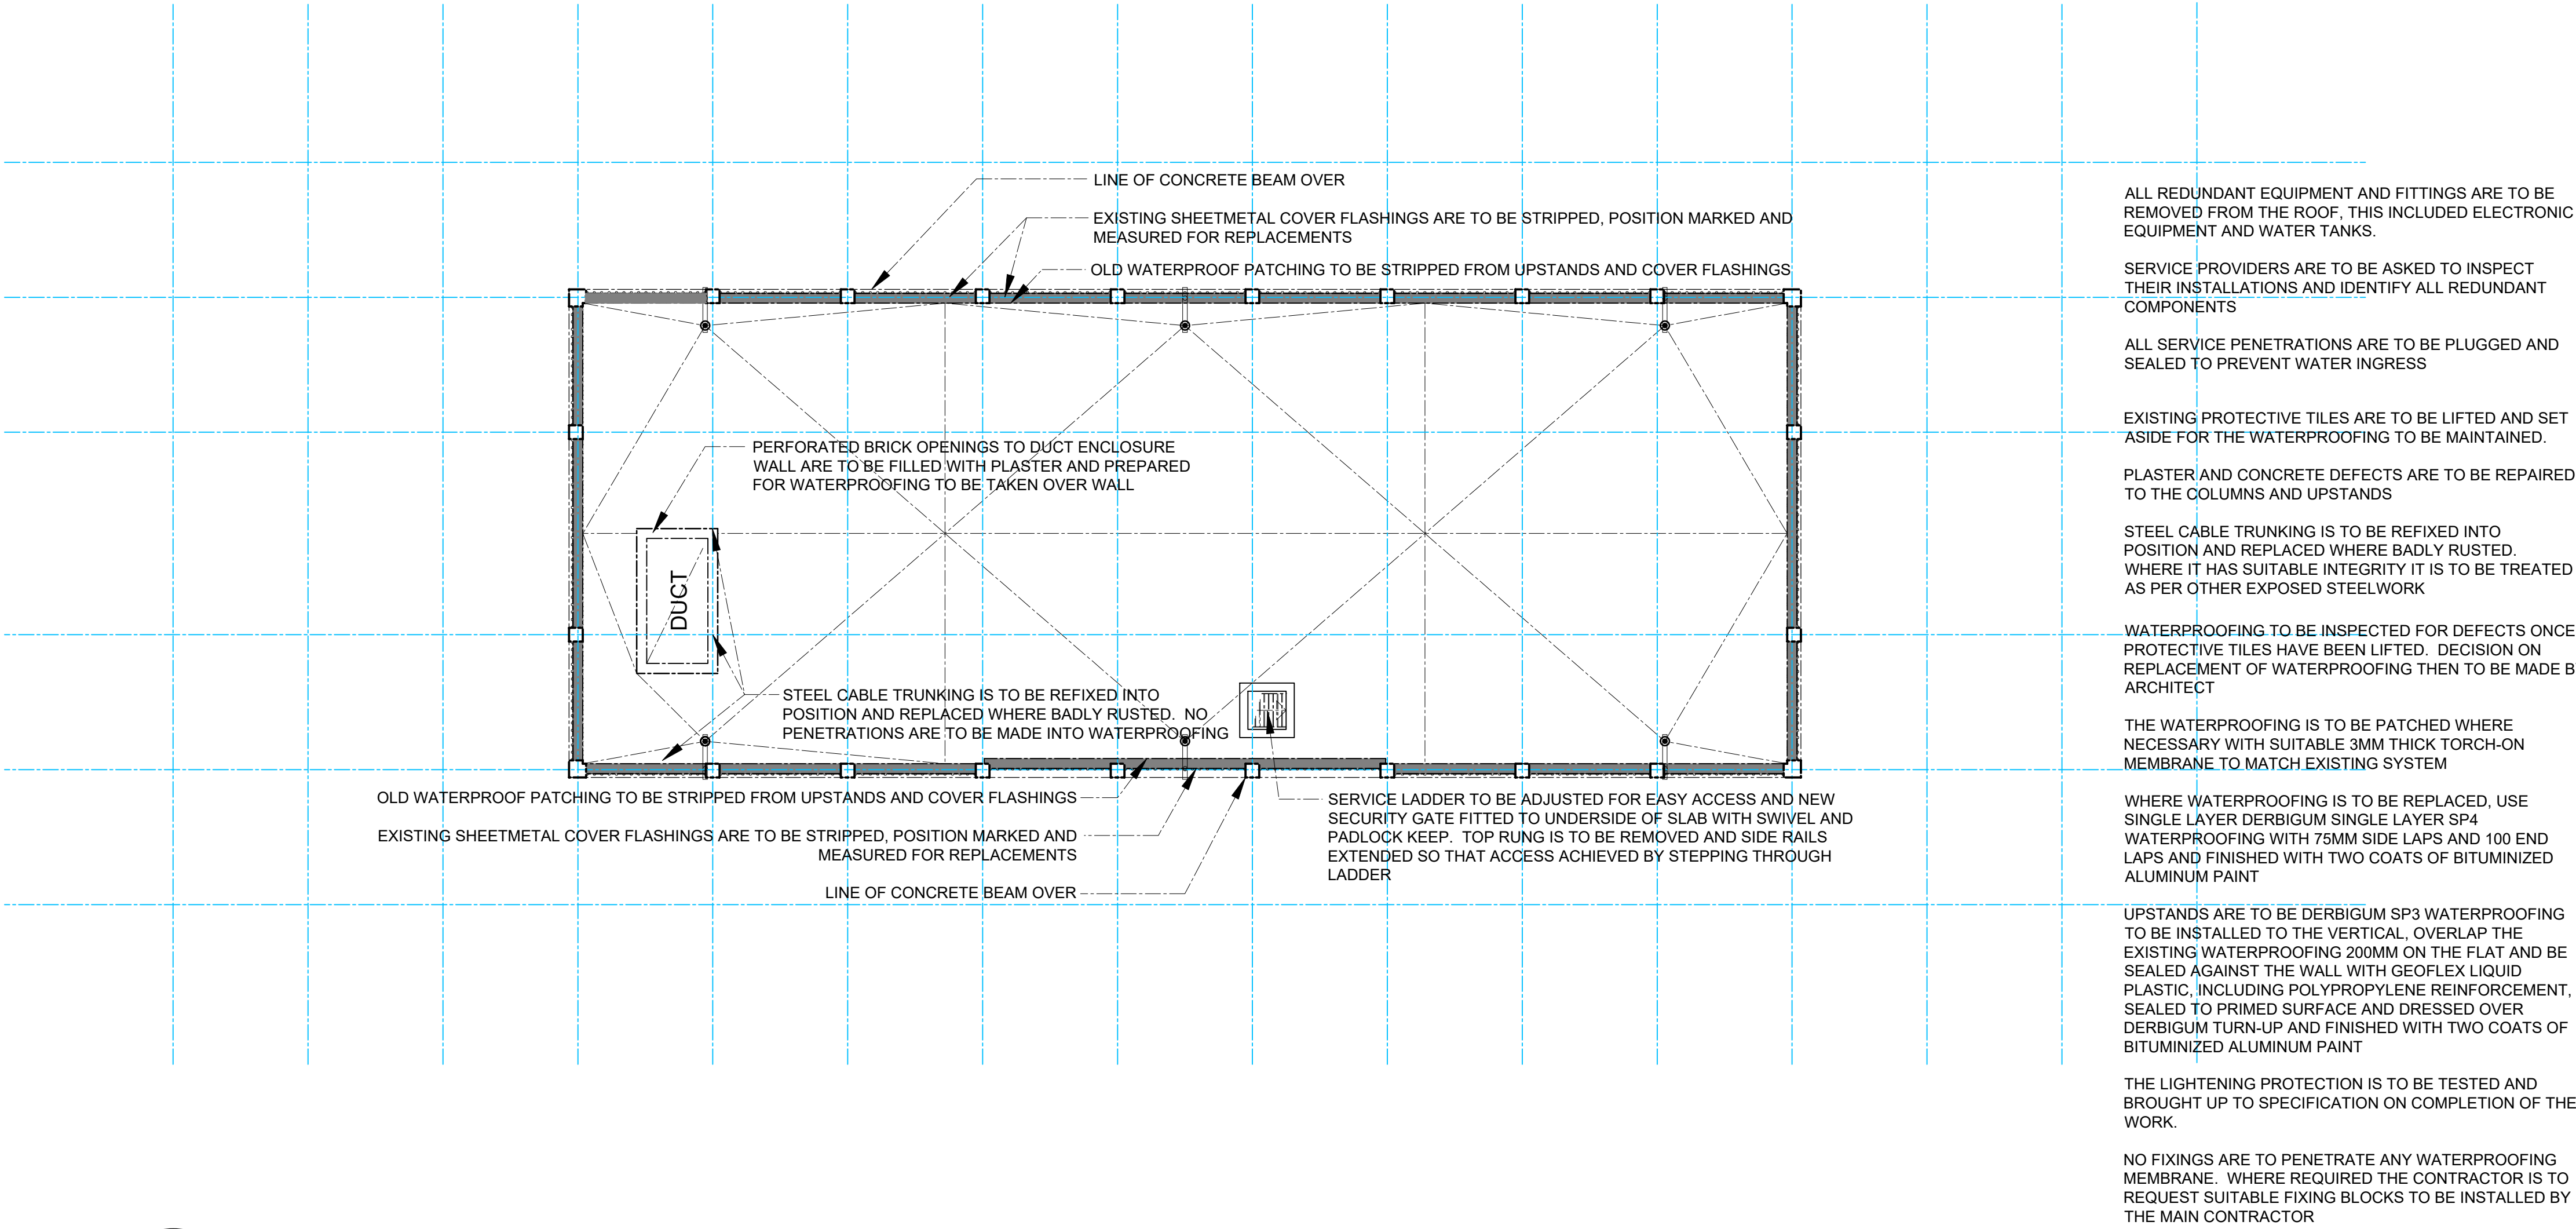 LINE OF CONCRETE BEAM OVER
EXISTING SHEETMETAL COVER FLASHINGS ARE TO BE STRIPPED, POSITION MARKED AND
MEASURED FOR REPLACEMENTS
OLD WATERPROOF PATCHING TO BE STRIPPED FROM UPSTANDS AND COVER FLASHINGS
PERFORATED BRICK OPENINGS TO DUCT ENCLOSURE
WALL ARE TO BE FILLED WITH PLASTER AND PREPARED
FOR WATERPROOFING TO BE TAKEN OVER WALL
DUCT
STEEL CABLE TRUNKING IS TO BE REFIXED INTO
POSITION AND REPLACED WHERE BADLY RUSTED. NO
PENETRATIONS ARE TO BE MADE INTO WATERPROOFING
OLD WATERPROOF PATCHING TO BE STRIPPED FROM UPSTANDS AND COVER FLASHINGS
EXISTING SHEETMETAL COVER FLASHINGS ARE TO BE STRIPPED, POSITION MARKED AND
MEASURED FOR REPLACEMENTS
LINE OF CONCRETE BEAM OVER
SERVICE LADDER TO BE ADJUSTED FOR EASY ACCESS AND NEW
SECURITY GATE FITTED TO UNDERSIDE OF SLAB WITH SWIVEL AND
PADLOCK KEEP. TOP RUNG IS TO BE REMOVED AND SIDE RAILS
EXTENDED SO THAT ACCESS ACHIEVED BY STEPPING THROUGH
LADDER
ALL REDUNDANT EQUIPMENT AND FITTINGS ARE TO BE
REMOVED FROM THE ROOF, THIS INCLUDED ELECTRONIC
EQUIPMENT AND WATER TANKS.
SERVICE PROVIDERS ARE TO BE ASKED TO INSPECT
THEIR INSTALLATIONS AND IDENTIFY ALL REDUNDANT
COMPONENTS
ALL SERVICE PENETRATIONS ARE TO BE PLUGGED AND
SEALED TO PREVENT WATER INGRESS
EXISTING PROTECTIVE TILES ARE TO BE LIFTED AND SET
ASIDE FOR THE WATERPROOFING TO BE MAINTAINED.
PLASTER AND CONCRETE DEFECTS ARE TO BE REPAIRED
TO THE COLUMNS AND UPSTANDS
STEEL CABLE TRUNKING IS TO BE REFIXED INTO
POSITION AND REPLACED WHERE BADLY RUSTED.
WHERE IT HAS SUITABLE INTEGRITY IT IS TO BE TREATED
AS PER OTHER EXPOSED STEELWORK
WATERPROOFING TO BE INSPECTED FOR DEFECTS ONCE
PROTECTIVE TILES HAVE BEEN LIFTED. DECISION ON
REPLACEMENT OF WATERPROOFING THEN TO BE MADE B
ARCHITECT
THE WATERPROOFING IS TO BE PATCHED WHERE
NECESSARY WITH SUITABLE 3MM THICK TORCH-ON
MEMBRANE TO MATCH EXISTING SYSTEM
WHERE WATERPROOFING IS TO BE REPLACED, USE
SINGLE LAYER DERBIGUM SINGLE LAYER SP4
WATERPROOFING WITH 75MM SIDE LAPS AND 100 END
LAPS AND FINISHED WITH TWO COATS OF BITUMINIZED
ALUMINUM PAINT
UPSTANDS ARE TO BE DERBIGUM SP3 WATERPROOFING
TO BE INSTALLED TO THE VERTICAL, OVERLAP THE
EXISTING WATERPROOFING 200MM ON THE FLAT AND BE
SEALED AGAINST THE WALL WITH GEOFLEX LIQUID
PLASTIC, INCLUDING POLYPROPYLENE REINFORCEMENT,
SEALED TO PRIMED SURFACE AND DRESSED OVER
DERBIGUM TURN-UP AND FINISHED WITH TWO COATS OF
BITUMINIZED ALUMINUM PAINT
THE LIGHTENING PROTECTION IS TO BE TESTED AND
BROUGHT UP TO SPECIFICATION ON COMPLETION OF THE
WORK.
NO FIXINGS ARE TO PENETRATE ANY WATERPROOFING
MEMBRANE. WHERE REQUIRED THE CONTRACTOR IS TO
REQUEST SUITABLE FIXING BLOCKS TO BE INSTALLED BY
THE MAIN CONTRACTOR